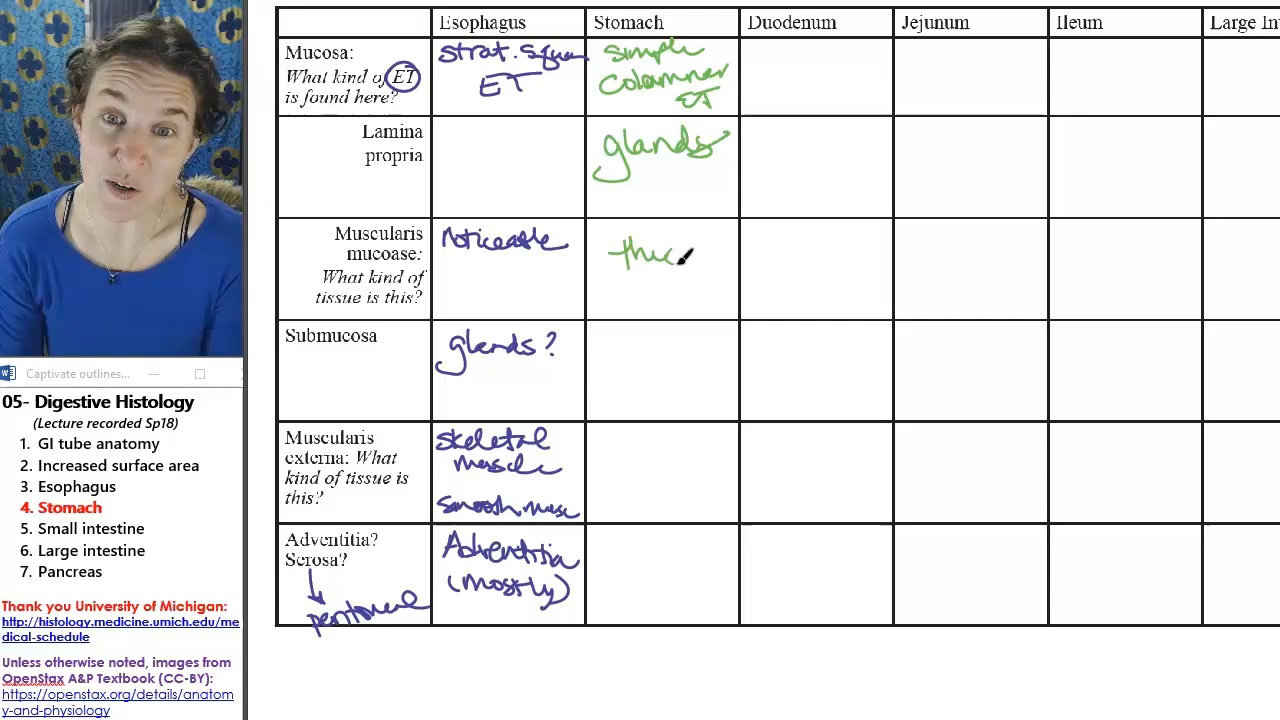 Esophagus Stomach Duodenum Jejunum Ileum Large In
Mucosa:
What kind of ET
is found here?
strat. squam
ET
simple
Columner
ET
Lamina
propria
glands
Muscularis
mucoase:
What kind of
tissue is this?
Noticeable
thic
Submucosa
glands?
Muscularis
externa: What
kind of tissue is
this?
skeletal
muscle
smooth musc
Adventitia?
Serosa?
peritoneal
Adventitia
(mostly)
Captivate outlines...
05- Digestive Histology
(Lecture recorded Sp18)
1. GI tube anatomy
2. Increased surface area
3. Esophagus
4. Stomach
5. Small intestine
6. Large intestine
7. Pancreas
Thank you University of Michigan:
http://histology.medicine.umich.edu/me
dical-schedule
Unless otherwise noted, images from
OpenStax A&P Textbook (CC-BY):
https://openstax.org/details/anatom
y-and-physiology